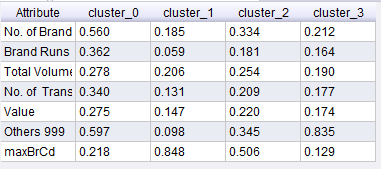 Attribute cluster_0 cluster_1 cluster_2 cluster_3
No. of Brand 0.560 0.185 0.334 0.212
Brand Runs 0.362 0.059 0.181 0.164
Total Volume 0.278 0.206 0.254 0.190
No. of Trans 0.340 0.131 0.209 0.177
Value 0.275 0.147 0.220 0.174
Others 999 0.597 0.098 0.345 0.835
maxBrCd 0.218 0.848 0.506 0.129